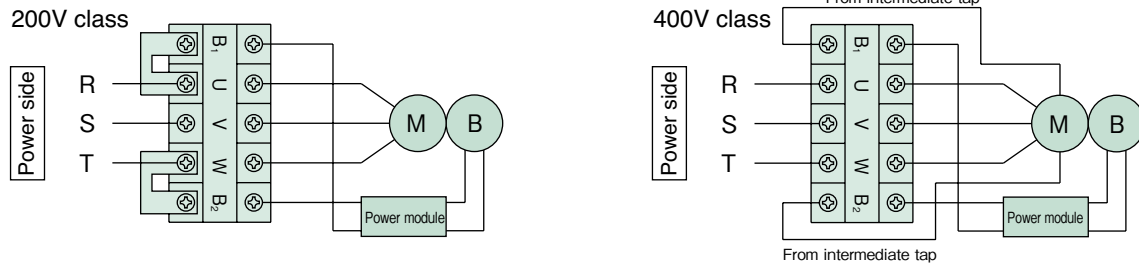 200V class
Power side
R
S
T
B1
U
V
W
B2
M
B
Power module
From intermediate tap
400V class
Power side
R
S
T
B1
U
V
W
B2
M
B
Power module
From intermediate tap